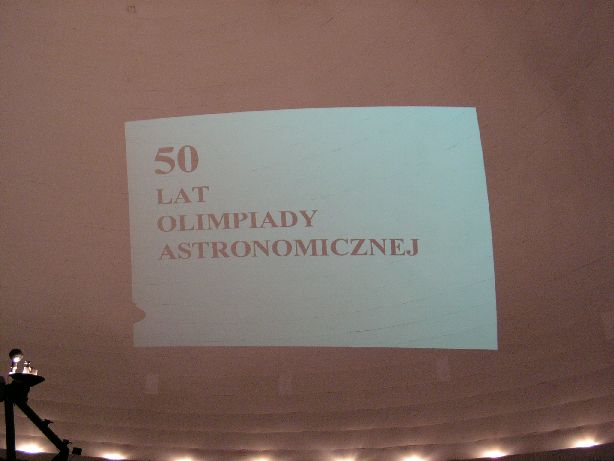 50
LAT
OLIMPIADY
ASTRONOMICZNEJ